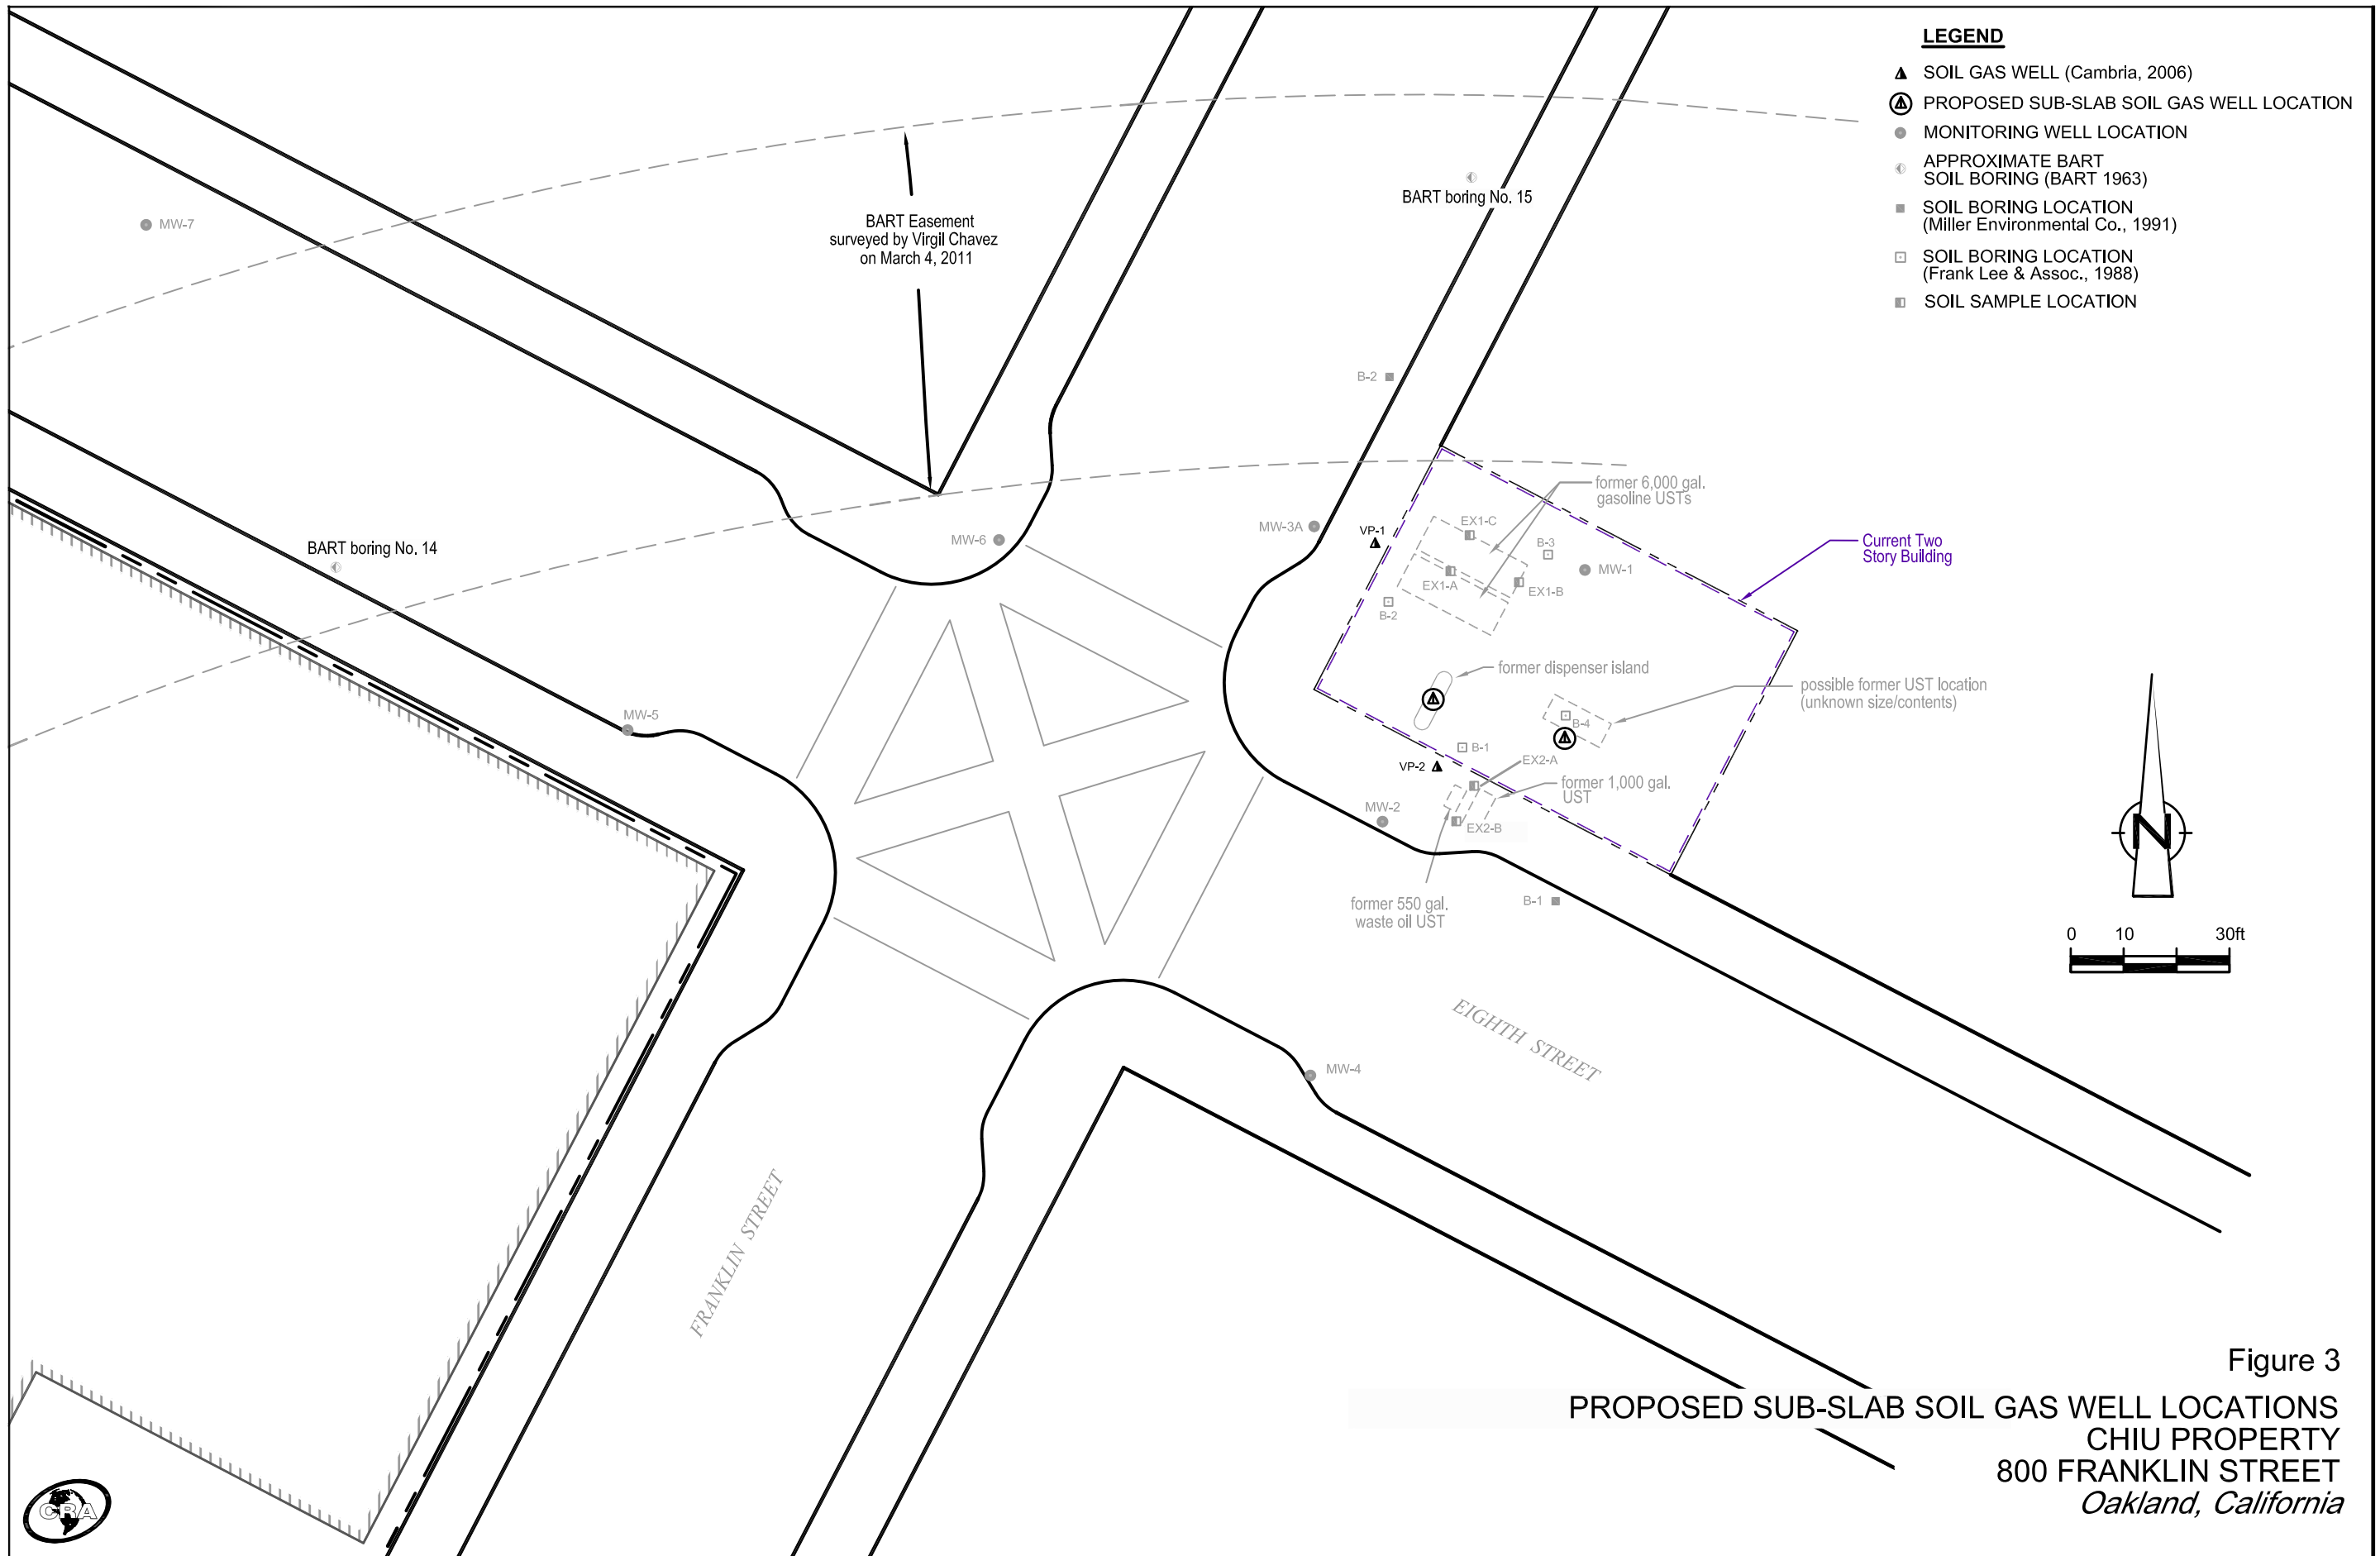 LEGEND
SOIL GAS WELL (Cambria, 2006)
PROPOSED SUB-SLAB SOIL GAS WELL LOCATION
MONITORING WELL LOCATION
APPROXIMATE BART
SOIL BORING (BART 1963)
SOIL BORING LOCATION
(Miller Environmental Co., 1991)
SOIL BORING LOCATION
(Frank Lee & Assoc., 1988)
SOIL SAMPLE LOCATION
BART boring No. 15
MW-7
BART Easement
surveyed by Virgil Chavez
on March 4, 2011
B-2
former 6,000 gal.
gasoline USTs
EX1-C
MW-3A
VP-1
MW-6
B-3
BART boring No. 14
Current Two
Story Building
MW-1
EX1-A
EX1-B
B-2
former dispenser island
possible former UST location
(unknown size/contents)
MW-5
B-4
B-1
EX2-A
VP-2
former 1,000 gal.
UST
MW-2
EX2-B
former 550 gal.
waste oil UST
B-1
N
0 10 30ft
EIGHTH STREET
MW-4
FRANKLIN STREET
Figure 3
PROPOSED SUB-SLAB SOIL GAS WELL LOCATIONS
CHIU PROPERTY
800 FRANKLIN STREET
Oakland, California
CRA